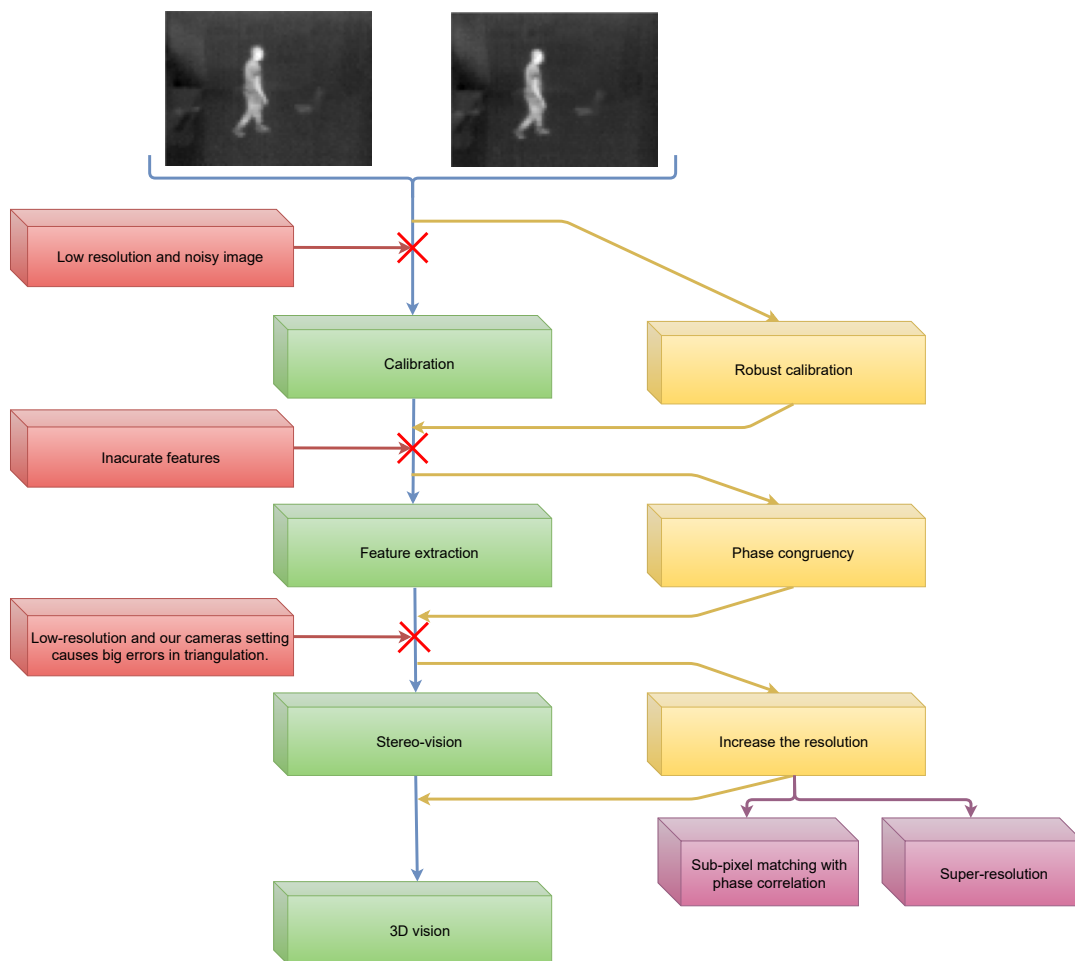 Low resolution and noisy image
Calibration
Robust calibration
Inacurate features
Feature extraction
Phase congruency
Low-resolution and our cameras setting
causes big errors in triangulation.
Stereo-vision
Increase the resolution
Sub-pixel matching with
phase correlation
Super-resolution
3D vision